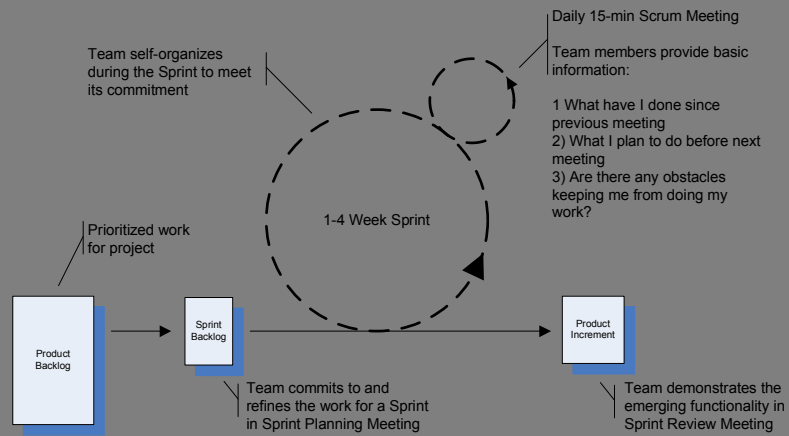 Daily 15-min Scrum Meeting
Team members provide basic
information:
1 What have I done since
previous meeting
2) What I plan to do before next
meeting
3) Are there any obstacles
keeping me from doing my
work?
Team self-organizes
during the Sprint to meet
its commitment
1-4 Week Sprint
Prioritized work
for project
Product
Backlog
Sprint
Backlog
Product
Increment
Team commits to and
refines the work for a Sprint
in Sprint Planning Meeting
Team demonstrates the
emerging functionality in
Sprint Review Meeting